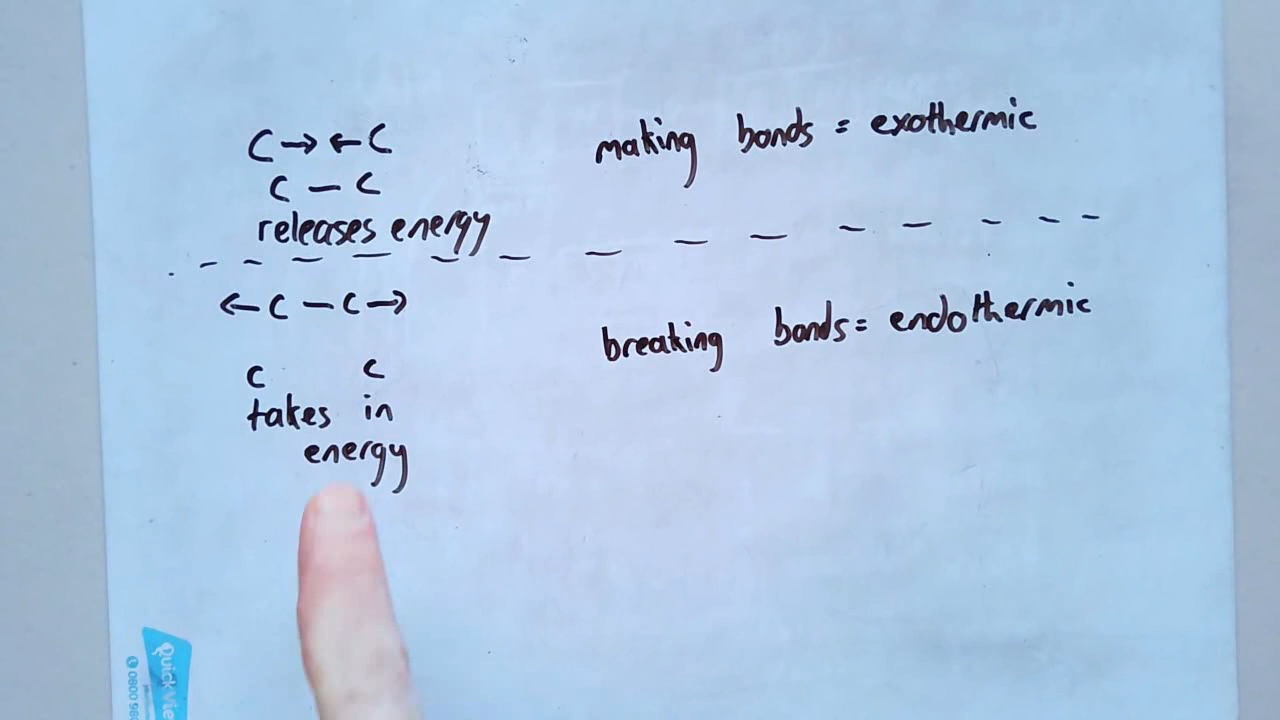 C→←C
making bonds = exothermic
C – C
releases energy
←C – C→
breaking bonds = endothermic
C C
takes in
energy